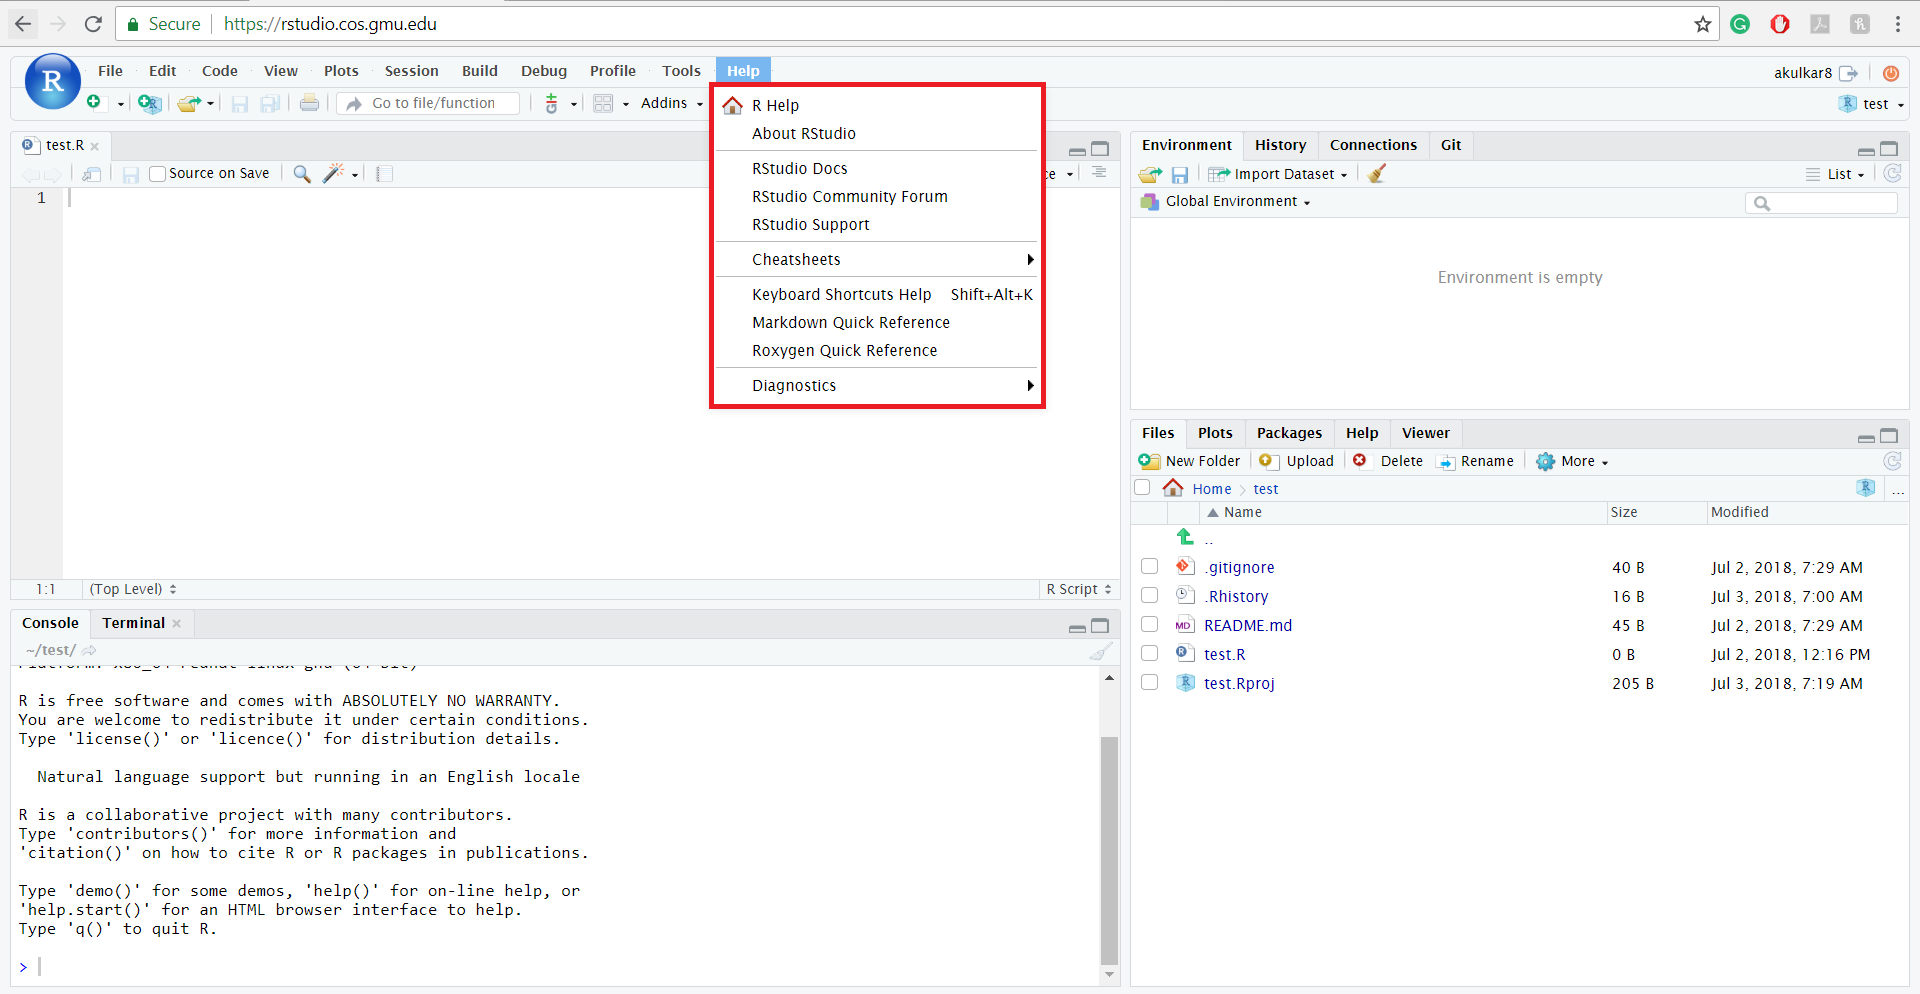 Secure https://rstudio.cos.gmu.edu
R File Edit Code View Plots Session Build Debug Profile Tools Help
akulkar8
Go to file/function Addins
test
R Help
About RStudio
RStudio Docs
RStudio Community Forum
RStudio Support
Cheatsheets
Keyboard Shortcuts Help Shift+Alt+K
Markdown Quick Reference
Roxygen Quick Reference
Diagnostics
test.R
Source on Save
ce
1
1:1 (Top Level) R Script
Console Terminal
~/test/
R is free software and comes with ABSOLUTELY NO WARRANTY.
You are welcome to redistribute it under certain conditions.
Type 'license()' or 'licence()' for distribution details.
Natural language support but running in an English locale
R is a collaborative project with many contributors.
Type 'contributors()' for more information and
'citation()' on how to cite R or R packages in publications.
Type 'demo()' for some demos, 'help()' for on-line help, or
'help.start()' for an HTML browser interface to help.
Type 'q()' to quit R.
>
Environment History Connections Git
Import Dataset List
Global Environment
Environment is empty
Files Plots Packages Help Viewer
New Folder Upload Delete Rename More
Home test ...
Name Size Modified
..
.gitignore 40 B Jul 2, 2018, 7:29 AM
.Rhistory 16 B Jul 3, 2018, 7:00 AM
README.md 45 B Jul 2, 2018, 7:29 AM
test.R 0 B Jul 2, 2018, 12:16 PM
test.Rproj 205 B Jul 3, 2018, 7:19 AM